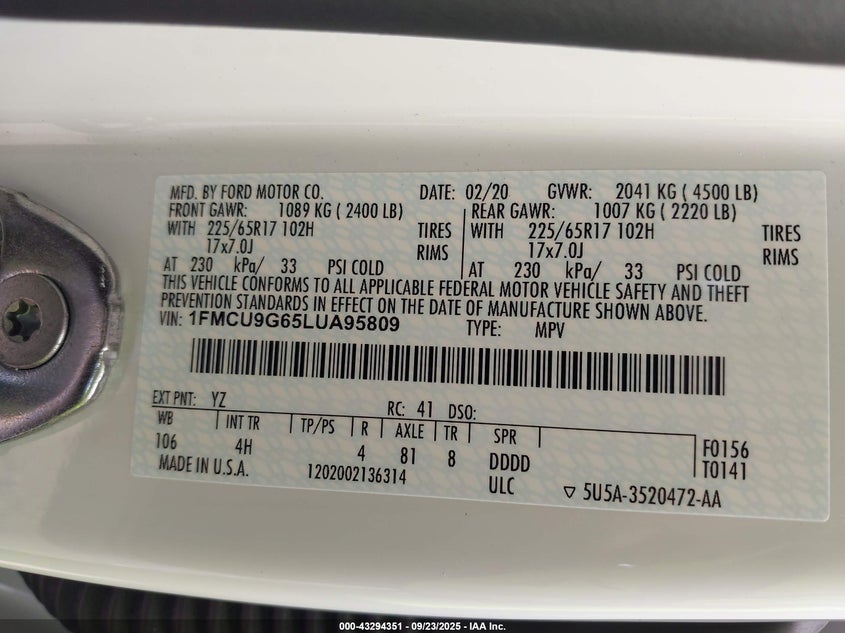 MFD. BY FORD MOTOR CO. DATE: 02/20 GVWR: 2041 KG ( 4500 LB)
FRONT GAWR: 1089 KG ( 2400 LB) REAR GAWR: 1007 KG ( 2220 LB)
WITH 225/65R17 102H TIRES WITH 225/65R17 102H TIRES
17x7.0J RIMS 17x7.0J RIMS
AT 230 kPa/ 33 PSI COLD AT 230 kPa/ 33 PSI COLD
THIS VEHICLE CONFORMS TO ALL APPLICABLE FEDERAL MOTOR VEHICLE SAFETY AND THEFT
PREVENTION STANDARDS IN EFFECT ON THE DATE OF MANUFACTURE SHOWN ABOVE.
VIN: 1FMCU9G65LUA95809 TYPE: MPV
EXT PNT: YZ RC: 41 DSO:
WB INT TR TP/PS R AXLE TR SPR F0156
106 4H 4 81 8 DDDD T0141
MADE IN U.S.A. 1202002136314 ULC ▽ 5U5A-3520472-AA
000-43294351 - 09/23/2025 - IAA Inc.